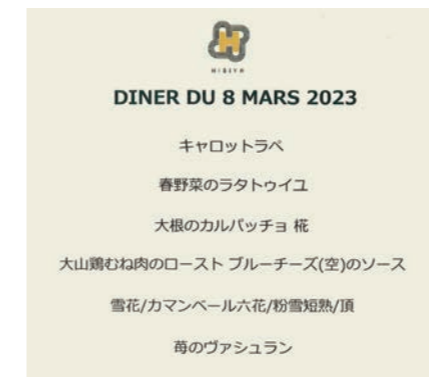 H
HIBIYA
DINER DU 8 MARS 2023
キャロットラペ
春野菜のラタトゥイユ
大根のカルパッチョ 椛
大山鶏むね肉のロースト ブルーチーズ(空)のソース
雪花/カマンベール六花/粉雪短熟/頂
苺のヴァシュラン